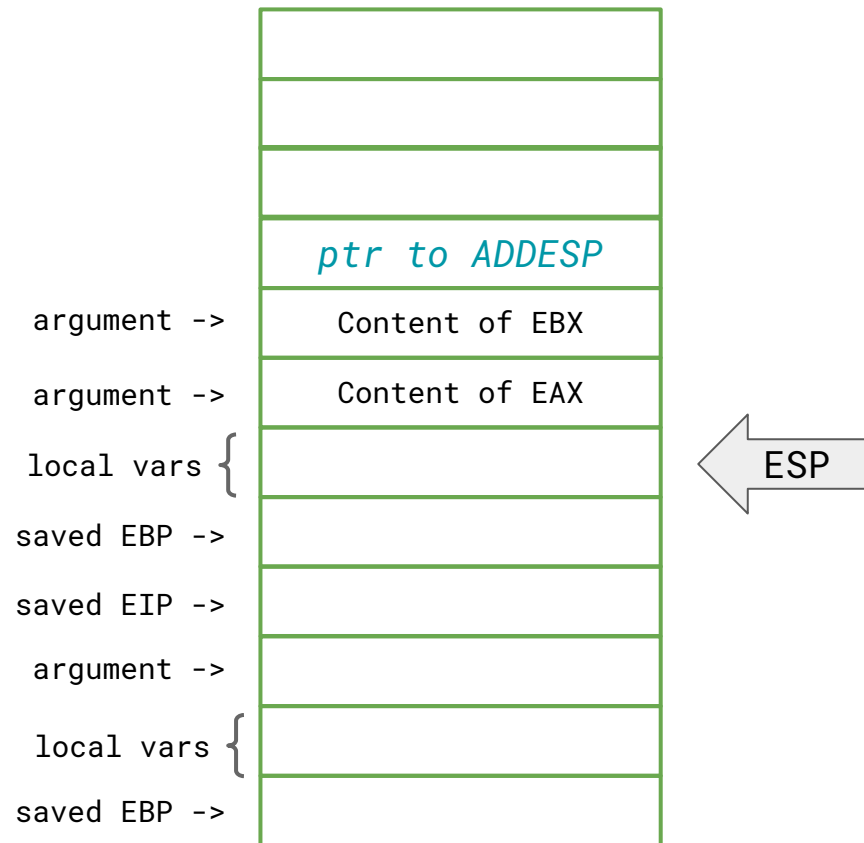 ptr to ADDESP
argument -> Content of EBX
argument -> Content of EAX
local vars { ESP
saved EBP ->
saved EIP ->
argument ->
local vars {
saved EBP ->